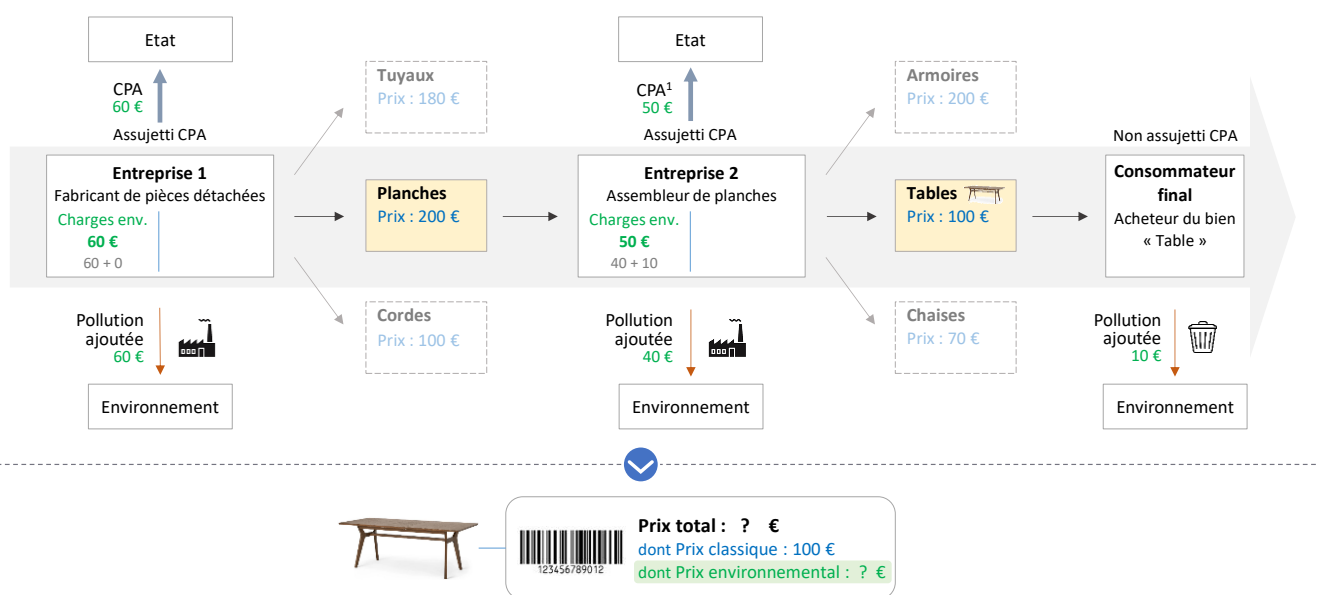 Etat
Etat
CPA
60 €
Tuyaux
Prix : 180 €
CPA¹
50 €
Armoires
Prix : 200 €
Assujetti CPA
Assujetti CPA
Non assujetti CPA
Entreprise 1
Fabricant de pièces détachées
Charges env.
60 €
60 + 0
Planches
Prix : 200 €
Entreprise 2
Assembleur de planches
Charges env.
50 €
40 + 10
Tables
Prix : 100 €
Consommateur
final
Acheteur du bien
« Table »
Pollution
ajoutée
60 €
Cordes
Prix : 100 €
Pollution
ajoutée
40 €
Chaises
Prix : 70 €
Pollution
ajoutée
10 €
Environnement
Environnement
Environnement
123456789012
Prix total : ? €
dont Prix classique : 100 €
dont Prix environnemental : ? €